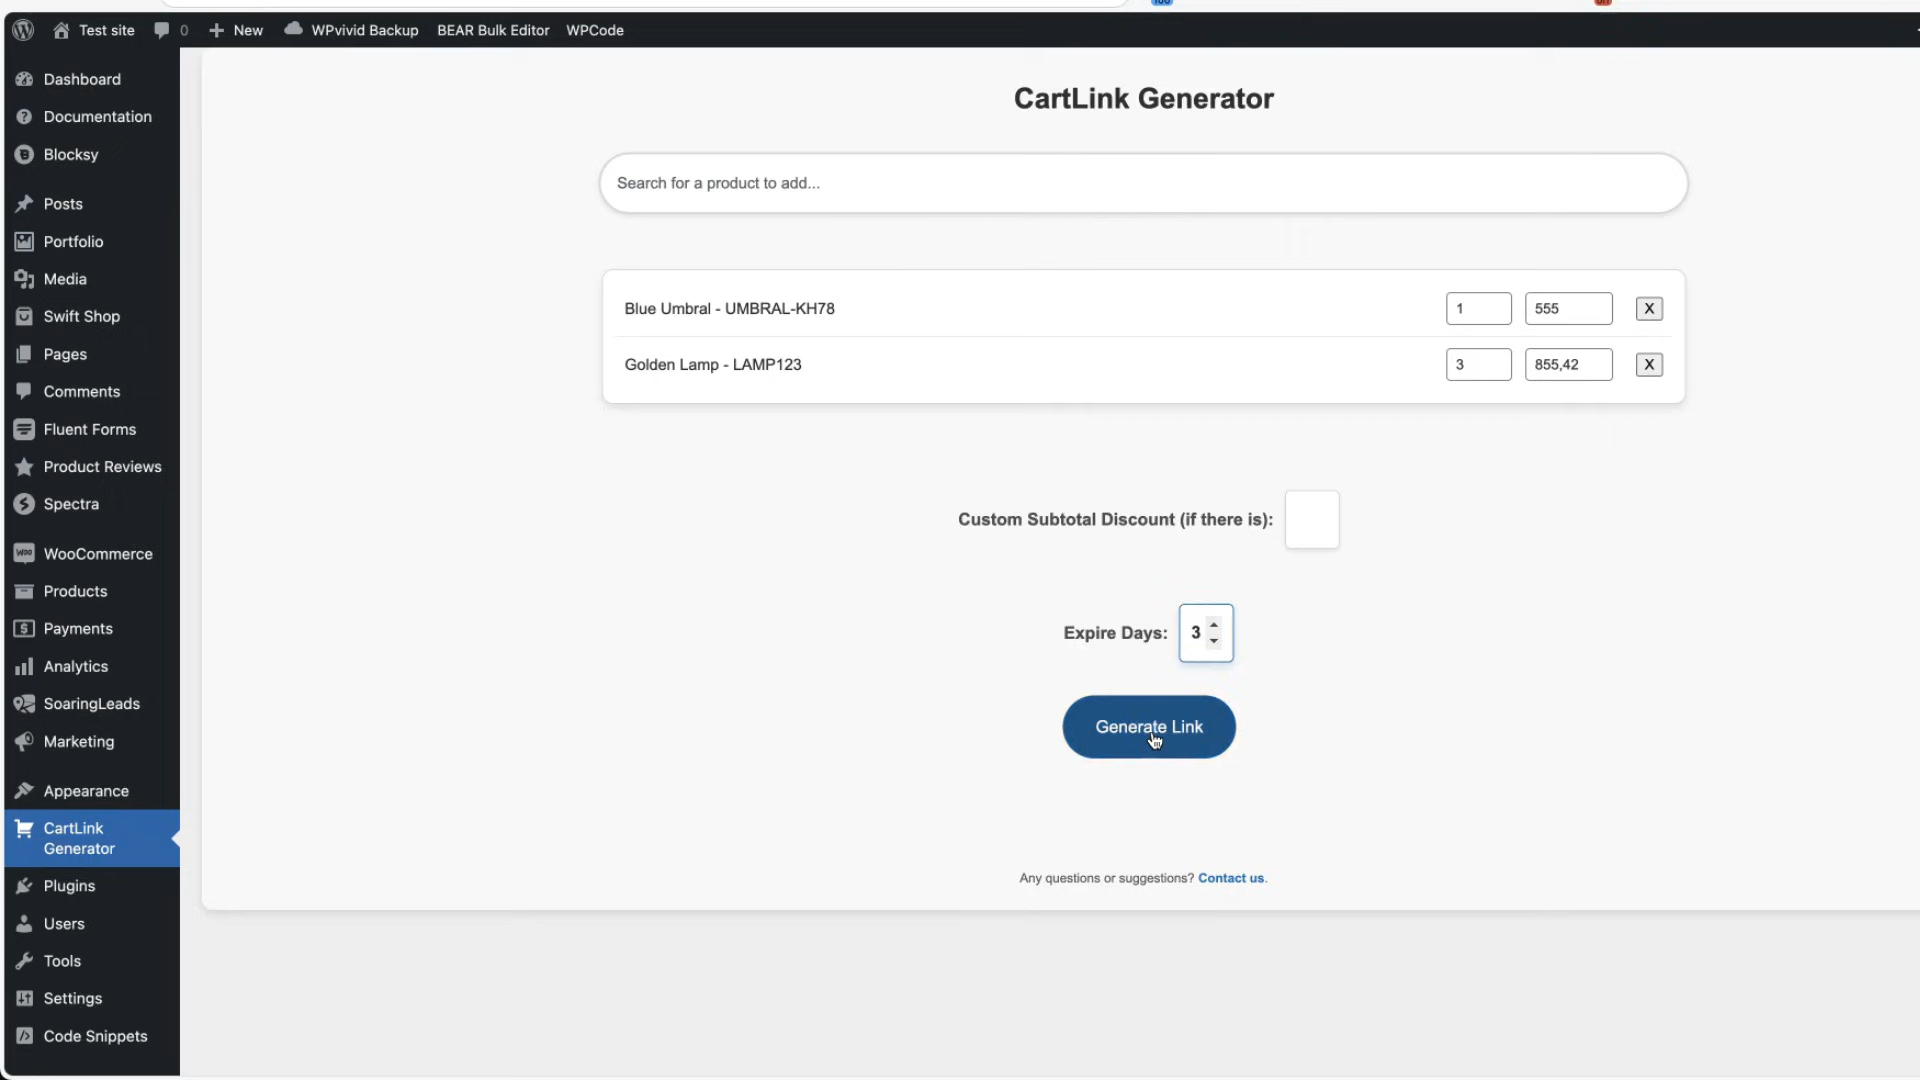 Test site 0 New WPvivid Backup BEAR Bulk Editor WPCode
Dashboard
Documentation
Blocksy
Posts
Portfolio
Media
Swift Shop
Pages
Comments
Fluent Forms
Product Reviews
Spectra
WooCommerce
Products
Payments
Analytics
SoaringLeads
Marketing
Appearance
CartLink
Generator
Plugins
Users
Tools
Settings
Code Snippets
CartLink Generator
Search for a product to add...
Blue Umbral - UMBRAL-KH78 1 555 X
Golden Lamp - LAMP123 3 855,42 X
Custom Subtotal Discount (if there is):
Expire Days: 3
Generate Link
Any questions or suggestions? Contact us.